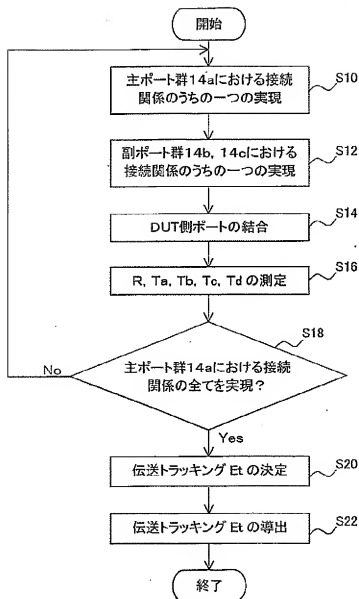 開始
主ポート群14aにおける接続
関係のうちの一つの実現
S10
副ポート群14b, 14cにおける
接続関係のうちの一つの実現
S12
DUT側ポートの結合
S14
R, Ta, Tb, Tc, Td の測定
S16
主ポート群14aにおける接続
関係の全てを実現?
S18
No
Yes
伝送トラッキング Et の決定
S20
伝送トラッキング Et の導出
S22
終了